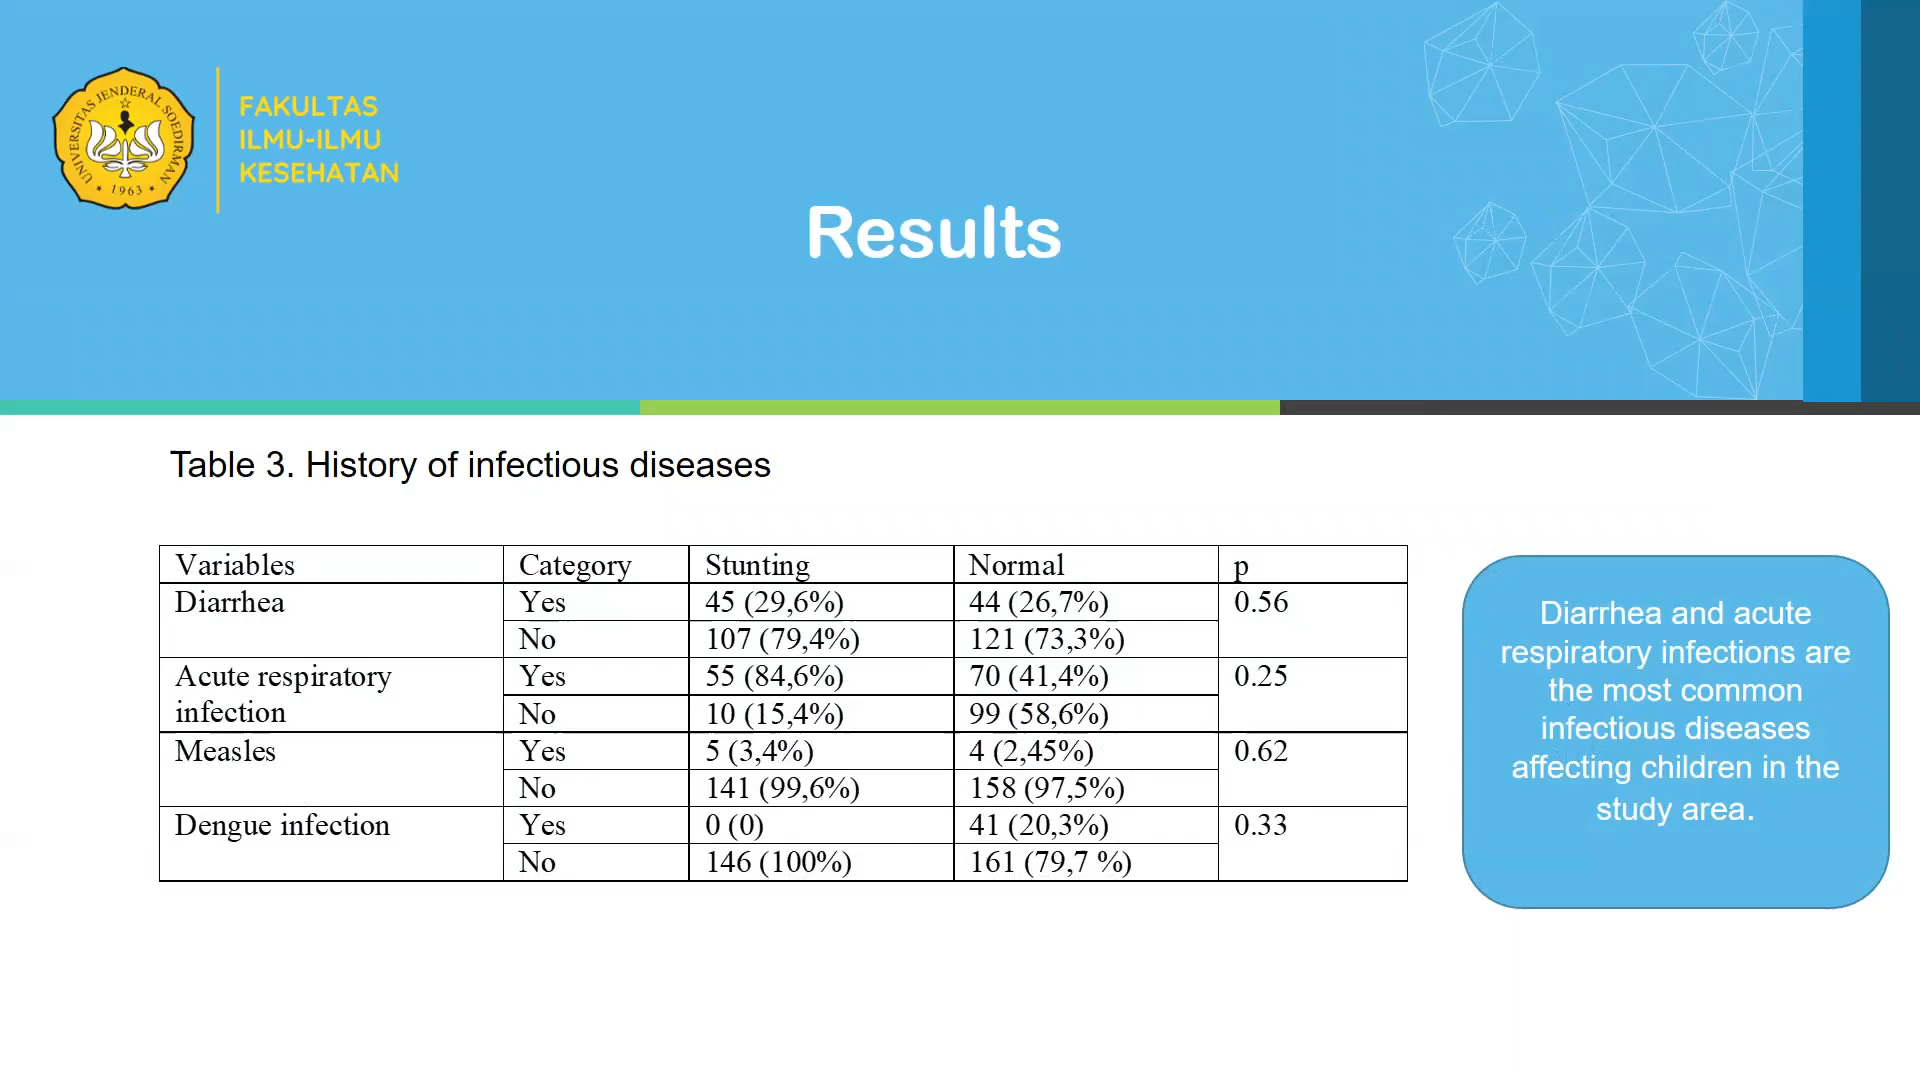 UNIVERSITAS JENDERAL SOEDIRMAN
1963
FAKULTAS
ILMU-ILMU
KESEHATAN
Results
Table 3. History of infectious diseases
Variables Category Stunting Normal p
Diarrhea Yes 45 (29,6%) 44 (26,7%) 0.56
No 107 (79,4%) 121 (73,3%)
Acute respiratory infection Yes 55 (84,6%) 70 (41,4%) 0.25
No 10 (15,4%) 99 (58,6%)
Measles Yes 5 (3,4%) 4 (2,45%) 0.62
No 141 (99,6%) 158 (97,5%)
Dengue infection Yes 0 (0) 41 (20,3%) 0.33
No 146 (100%) 161 (79,7 %)
Diarrhea and acute
respiratory infections are
the most common
infectious diseases
affecting children in the
study area.